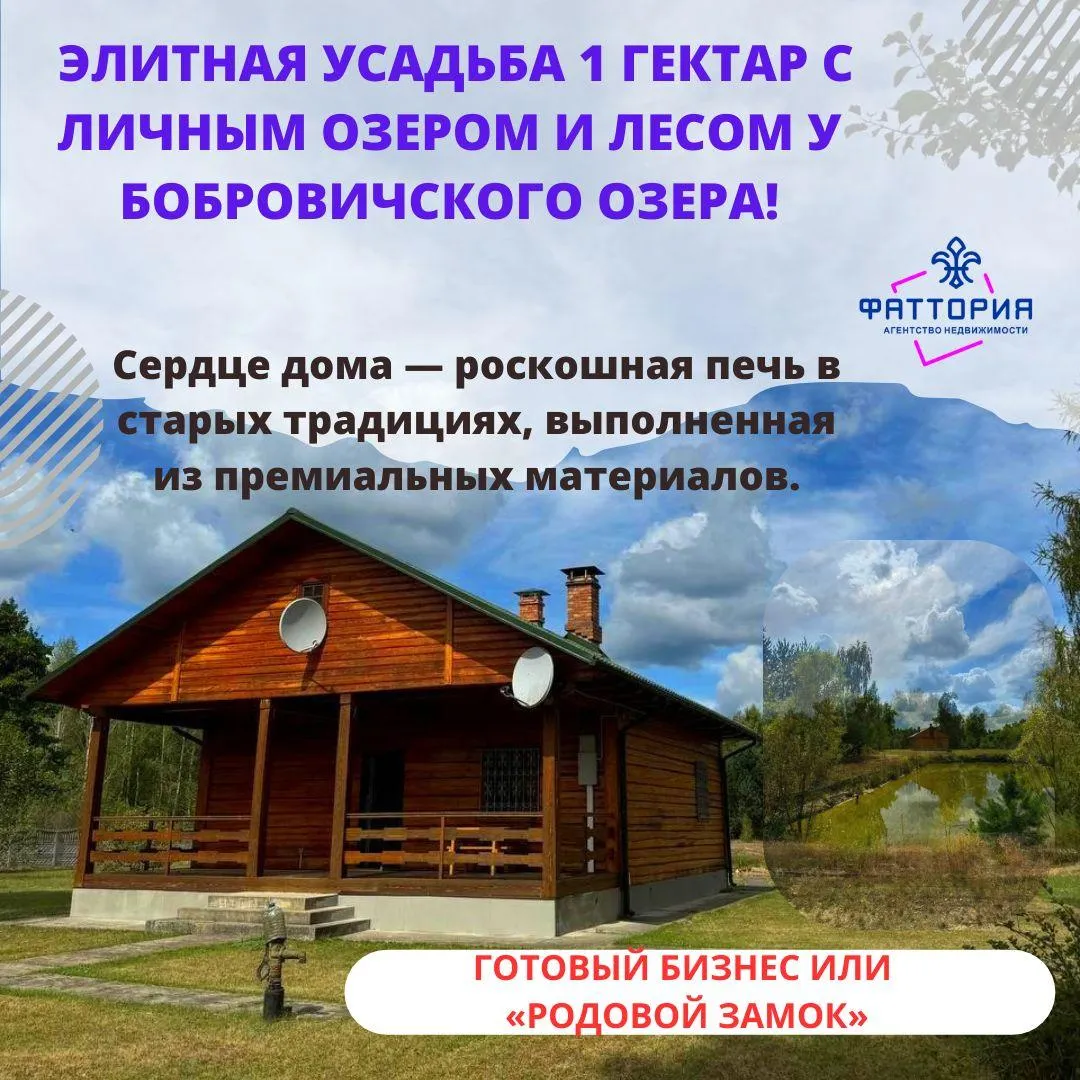 ЭЛИТНАЯ УСАДЬБА 1 ГЕКТАР С
ЛИЧНЫМ ОЗЕРОМ И ЛЕСОМ У
БОБРОВИЧСКОГО ОЗЕРА!
ФАТТОРИЯ
АГЕНТСТВО НЕДВИЖИМОСТИ
Сердце дома — роскошная печь в
старых традициях, выполненная
из премиальных материалов.
ГОТОВЫЙ БИЗНЕС ИЛИ
«РОДОВОЙ ЗАМОК»